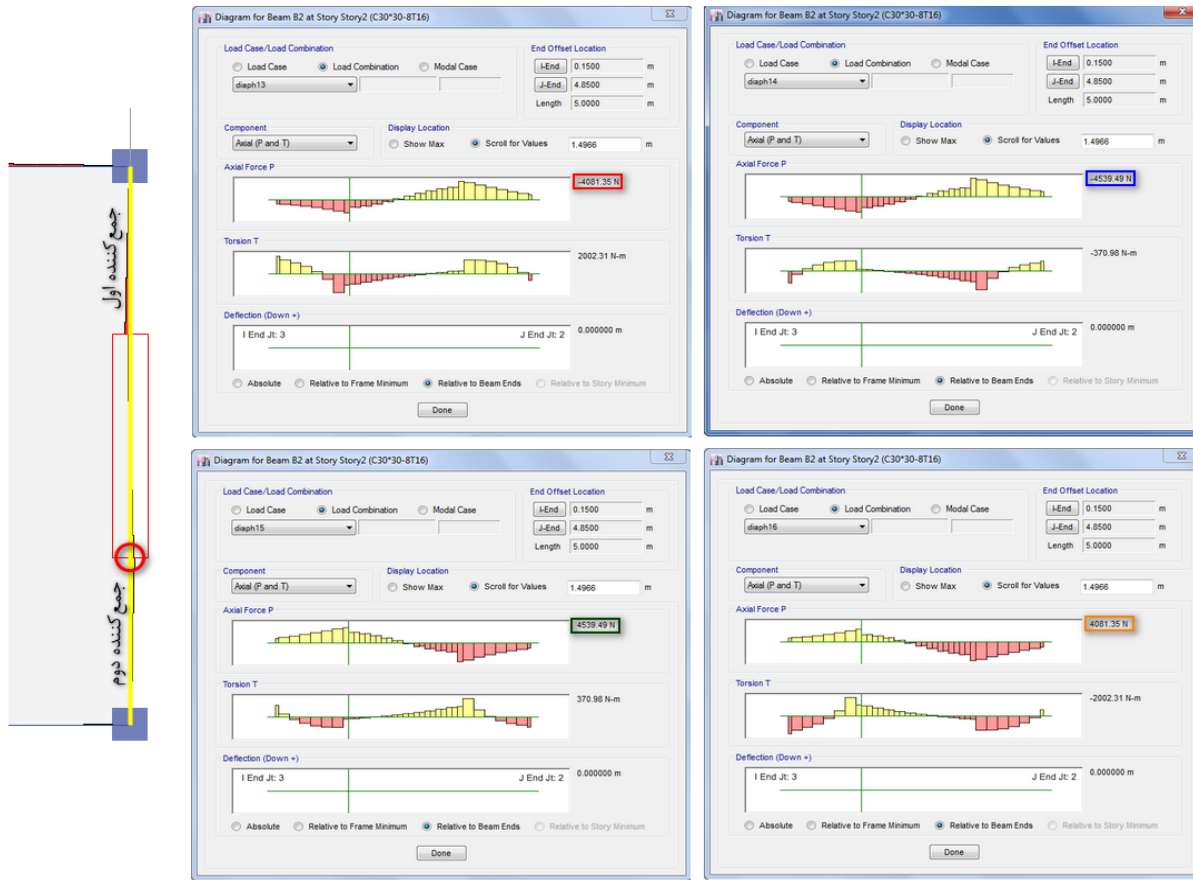 جمع‌کننده اول
جمع‌کننده دوم
Diagram for Beam B2 at Story Story2 (C30*30-8T16)
Load Case/Load Combination
Load Case
Load Combination
Modal Case
diaph13
End Offset Location
I-End 0.1500 m
J-End 4.8500 m
Length 5.0000 m
Component
Axial (P and T)
Display Location
Show Max
Scroll for Values
1.4966 m
Axial Force P
-4081.35 N
Torsion T
2002.31 N-m
Deflection (Down +)
I End Jt: 3
J End Jt: 2
0.000000 m
Absolute
Relative to Frame Minimum
Relative to Beam Ends
Relative to Story Minimum
Done
Diagram for Beam B2 at Story Story2 (C30*30-8T16)
Load Case/Load Combination
Load Case
Load Combination
Modal Case
diaph14
End Offset Location
I-End 0.1500 m
J-End 4.8500 m
Length 5.0000 m
Component
Axial (P and T)
Display Location
Show Max
Scroll for Values
1.4966 m
Axial Force P
-4539.49 N
Torsion T
-370.98 N-m
Deflection (Down +)
I End Jt: 3
J End Jt: 2
0.000000 m
Absolute
Relative to Frame Minimum
Relative to Beam Ends
Relative to Story Minimum
Done
Diagram for Beam B2 at Story Story2 (C30*30-8T16)
Load Case/Load Combination
Load Case
Load Combination
Modal Case
diaph15
End Offset Location
I-End 0.1500 m
J-End 4.8500 m
Length 5.0000 m
Component
Axial (P and T)
Display Location
Show Max
Scroll for Values
1.4966 m
Axial Force P
4539.49 N
Torsion T
370.98 N-m
Deflection (Down +)
I End Jt: 3
J End Jt: 2
0.000000 m
Absolute
Relative to Frame Minimum
Relative to Beam Ends
Relative to Story Minimum
Done
Diagram for Beam B2 at Story Story2 (C30*30-8T16)
Load Case/Load Combination
Load Case
Load Combination
Modal Case
diaph16
End Offset Location
I-End 0.1500 m
J-End 4.8500 m
Length 5.0000 m
Component
Axial (P and T)
Display Location
Show Max
Scroll for Values
1.4966 m
Axial Force P
4081.35 N
Torsion T
-2002.31 N-m
Deflection (Down +)
I End Jt: 3
J End Jt: 2
0.000000 m
Absolute
Relative to Frame Minimum
Relative to Beam Ends
Relative to Story Minimum
Done